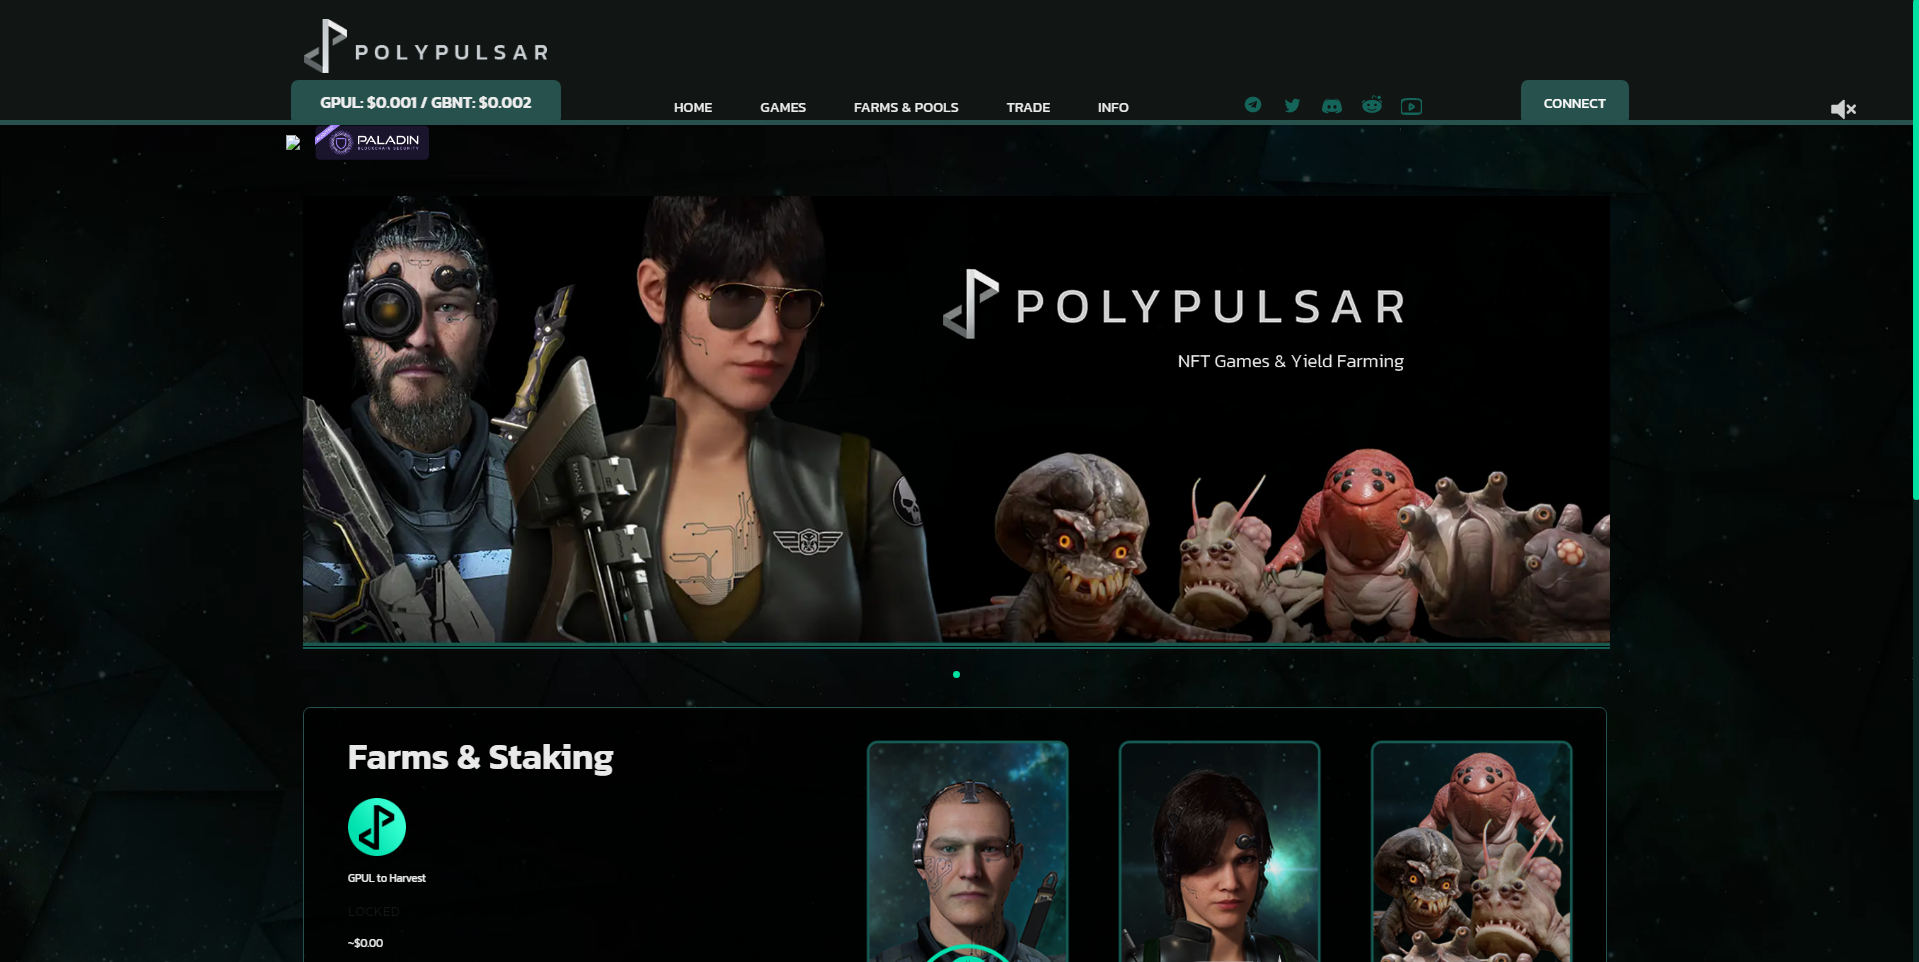 POLYPULSAR
GPUL: $0.001 / GBNT: $0.002
HOME
GAMES
FARMS & POOLS
TRADE
INFO
CONNECT
PALADIN
BLOCKCHAIN SECURITY
POLYPULSAR
NFT Games & Yield Farming
Farms & Staking
GPUL to Harvest
LOCKED
~$0.00